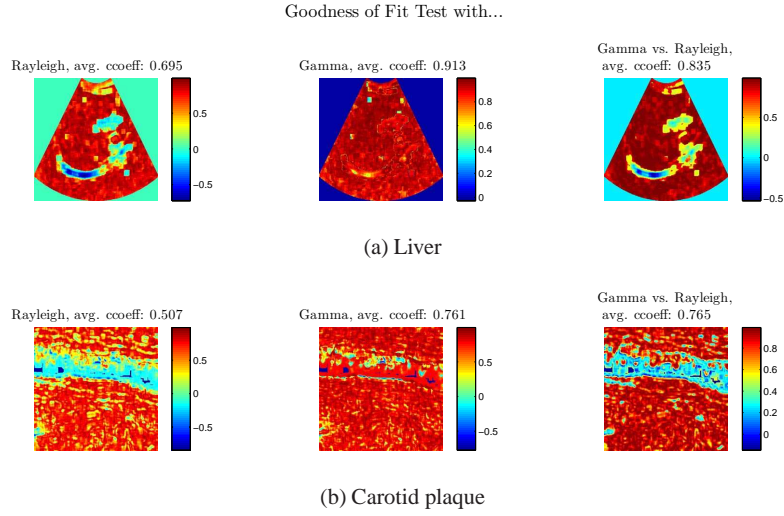 Goodness of Fit Test with...
Rayleigh, avg. ccoeff: 0.695
0.5
0
−0.5
Gamma, avg. ccoeff: 0.913
0.8
0.6
0.4
0.2
0
Gamma vs. Rayleigh,
avg. ccoeff: 0.835
0.5
0
−0.5
(a) Liver
Rayleigh, avg. ccoeff: 0.507
0.5
0
−0.5
Gamma, avg. ccoeff: 0.761
0.5
0
−0.5
Gamma vs. Rayleigh,
avg. ccoeff: 0.765
0.8
0.6
0.4
0.2
0
(b) Carotid plaque